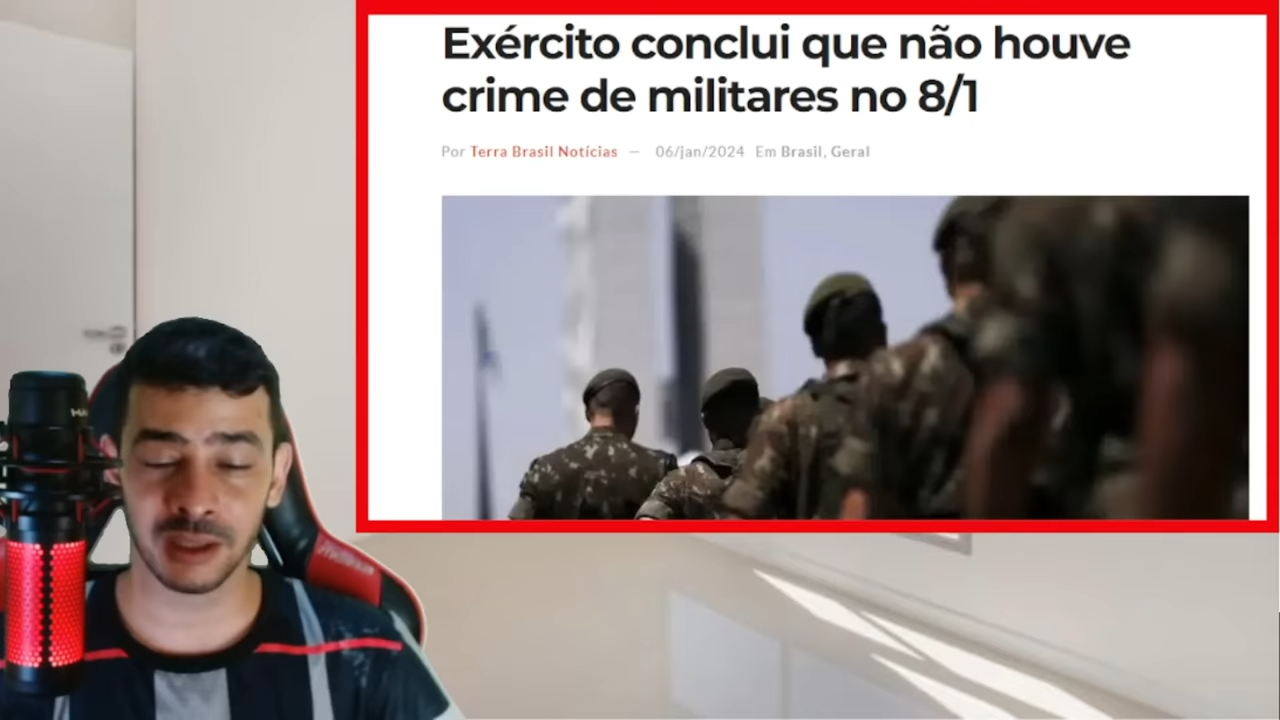 Exército conclui que não houve
crime de militares no 8/1
Por Terra Brasil Notícias — 06/jan/2024 Em Brasil, Geral